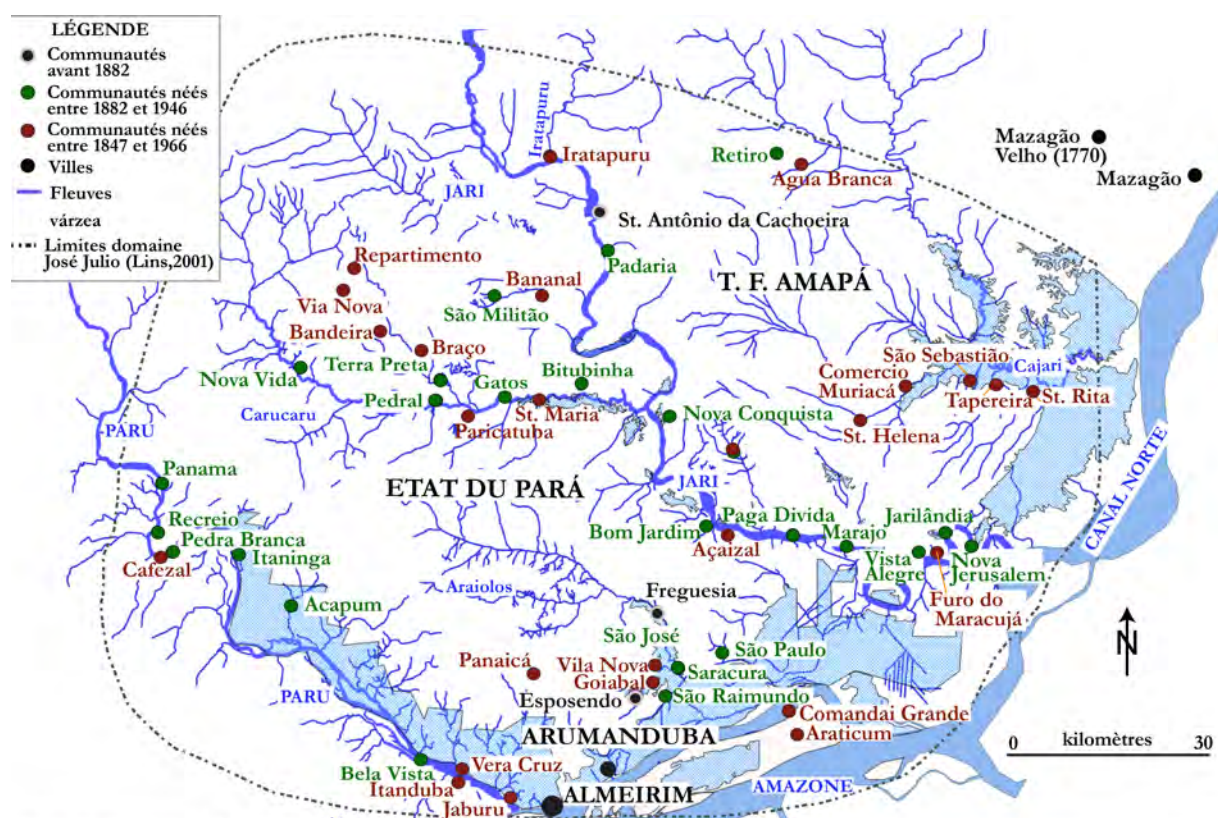 LÉGENDE
Communautés
avant 1882
Communautés néés
entre 1882 et 1946
Communautés néés
entre 1847 et 1966
Villes
Fleuves
várzea
Limites domaine
José Julio (Lins,2001)
Iratapuru
Iratapuru
Retiro
Agua Branca
Mazagão
Velho (1770)
Mazagão
JARI
St. Antônio da Cachoeira
Padaria
T. F. AMAPÁ
Repartimento
Via Nova
Bananal
São Militão
Bandeira
Braço
Terra Preta
Nova Vida
Gatos
Bitubinha
Pedral
St. Maria
Carucaru
Paricatuba
São Sebastião
Cajari
Comercio
Muriacá
Tapereira
St. Rita
Nova Conquista
St. Helena
PARU
Panama
ETAT DU PARÁ
JARI
CANAL NORTE
Recreio
Pedra Branca
Cafezal
Itaninga
Bom Jardim
Paga Divida
Açaizal
Marajo
Jarilândia
Vista
Alegre
Nova
Jerusalem
Furo do
Maracujá
Araiolos
Acapum
Freguesia
São José
São Paulo
Panaicá
Vila Nova
Saracura
Goiabal
PARU
Esposendo
São Raimundo
N
Comandai Grande
Araticum
ARUMANDUBA
0 kilomètres 30
Bela Vista
Vera Cruz
Itanduba
Jaburu
ALMEIRIM
AMAZONE